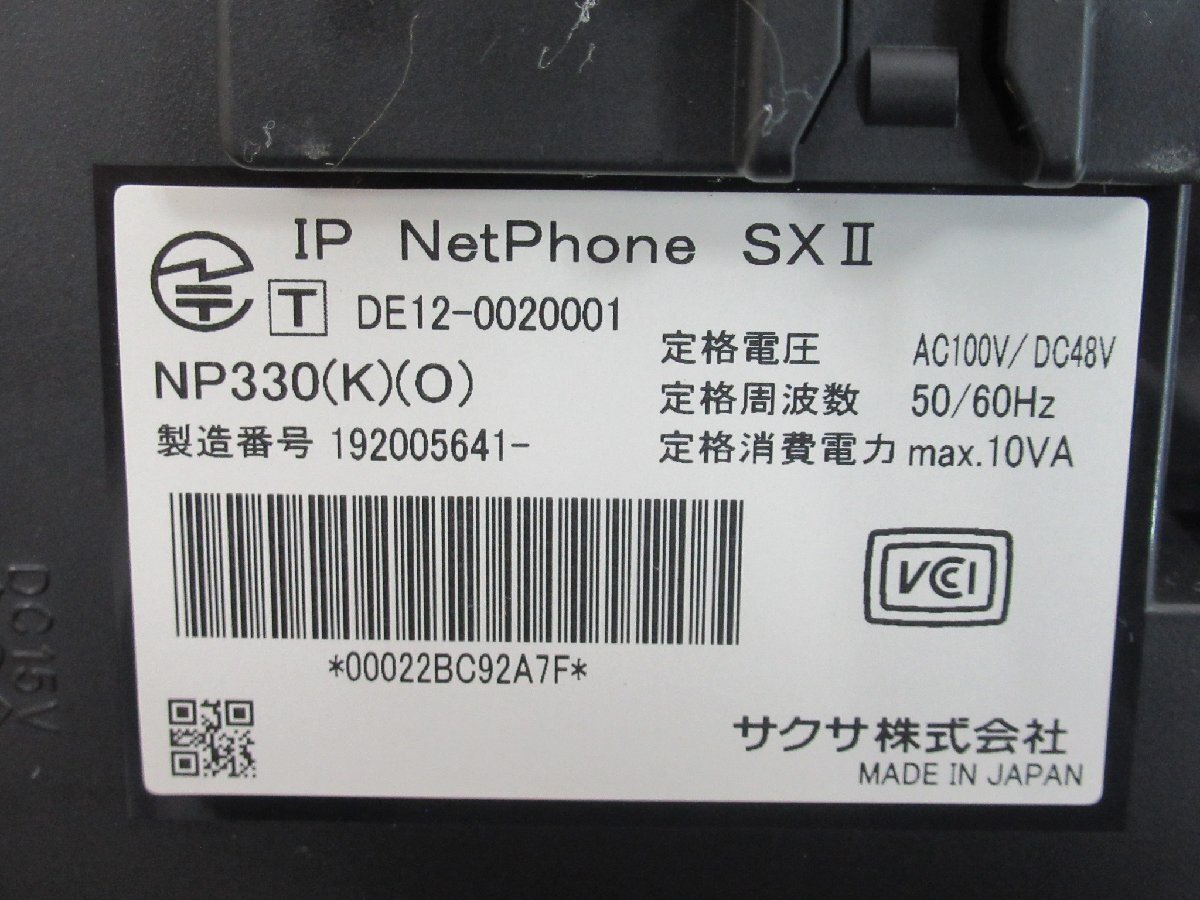 IP NetPhone SXⅡ
T DE12-0020001
NP330(K)(O)
製造番号 192005641-
定格電圧 AC100V/DC48V
定格周波数 50/60Hz
定格消費電力 max.10VA
VCCI
*00022BC92A7F*
サクサ株式会社
MADE IN JAPAN
DC15V